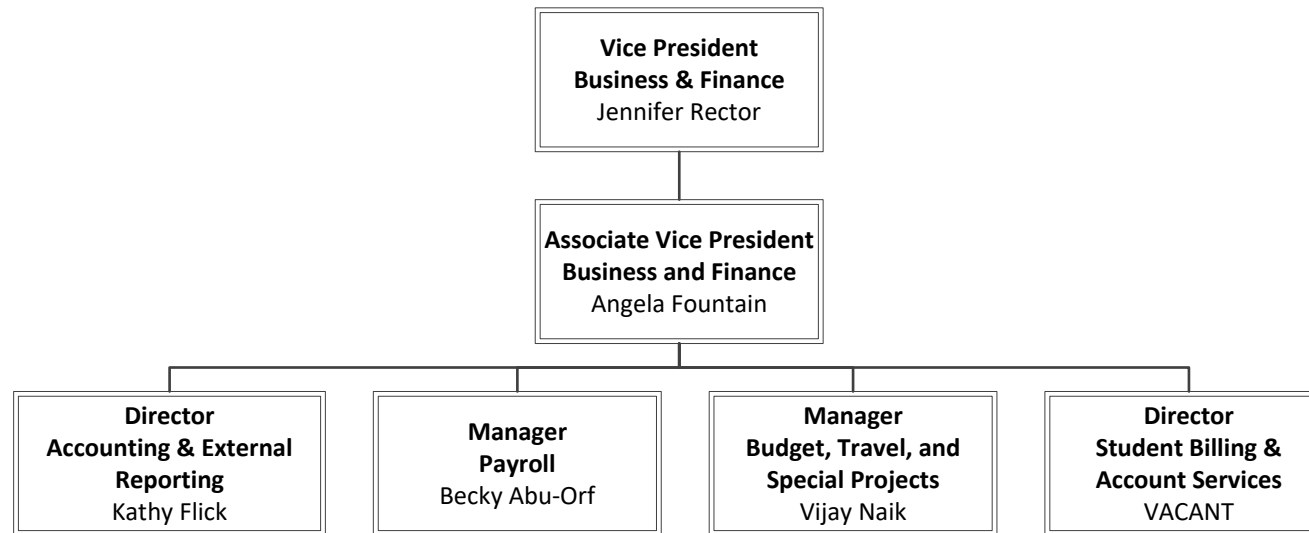 Vice President
Business & Finance
Jennifer Rector
Associate Vice President
Business and Finance
Angela Fountain
Director
Accounting & External
Reporting
Kathy Flick
Manager
Payroll
Becky Abu-Orf
Manager
Budget, Travel, and
Special Projects
Vijay Naik
Director
Student Billing &
Account Services
VACANT